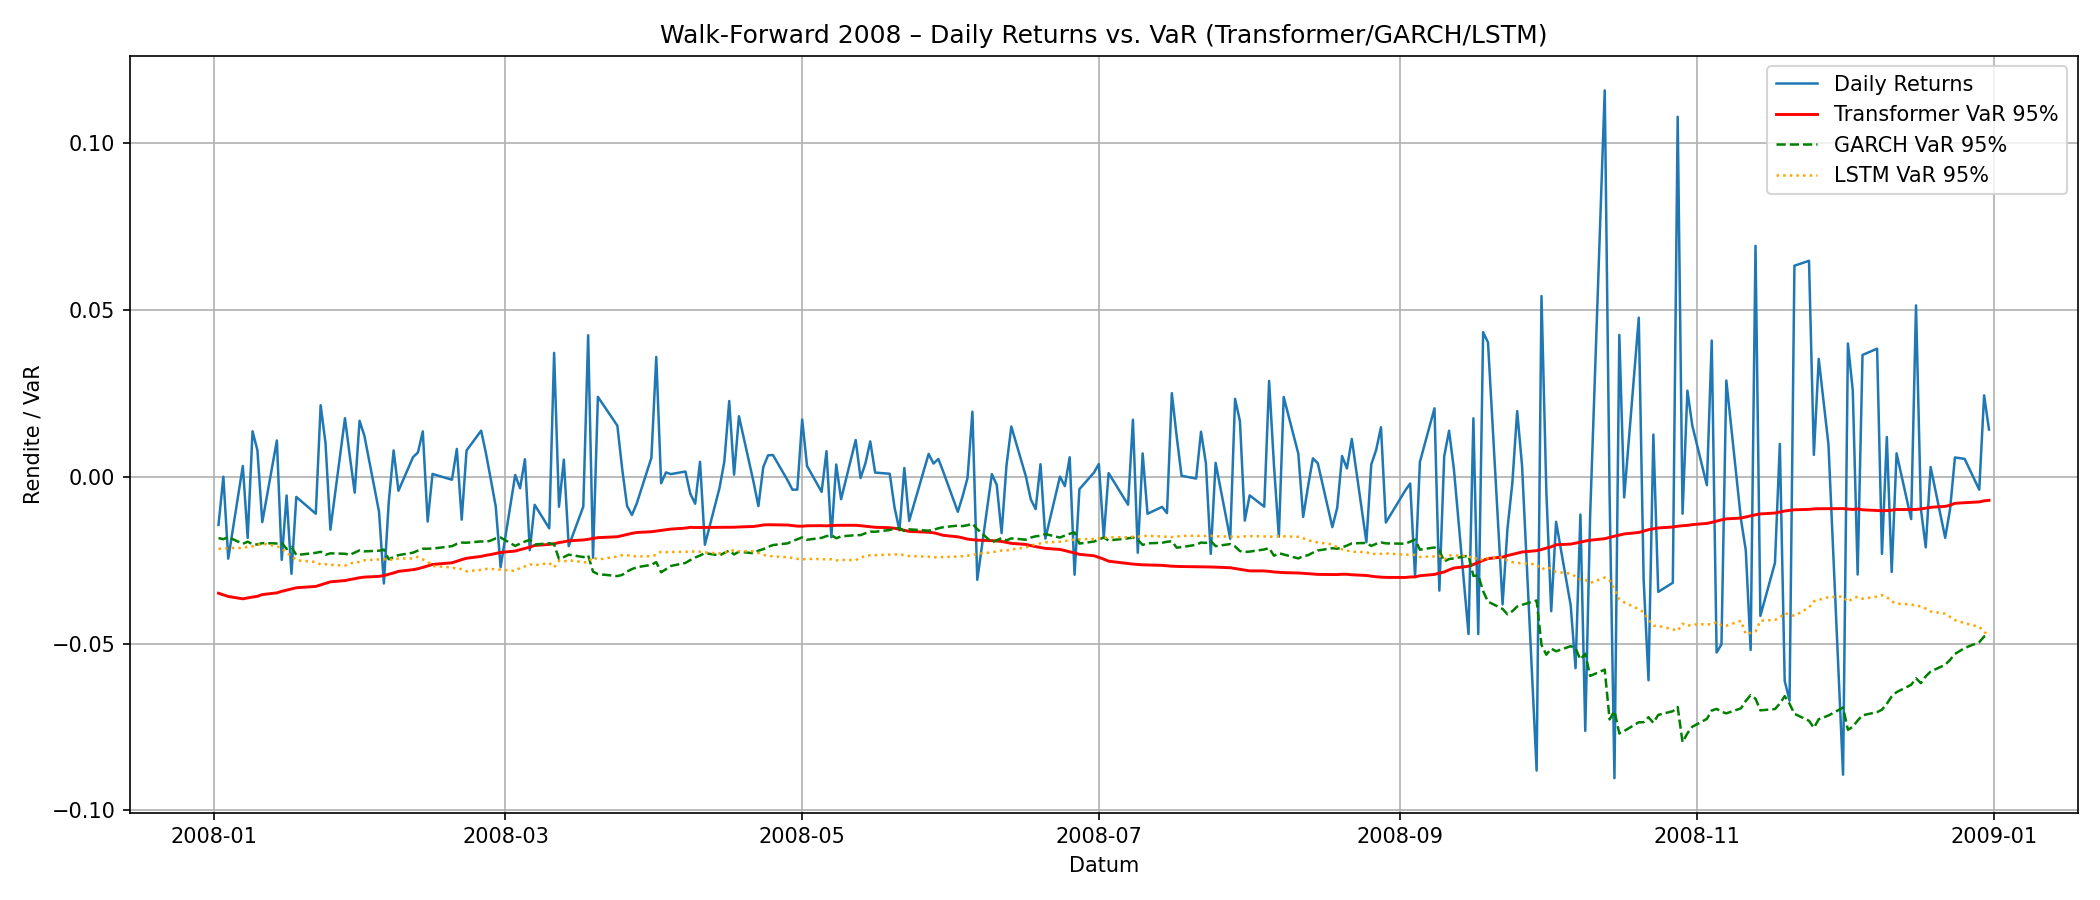 Walk-Forward 2008 – Daily Returns vs. VaR (Transformer/GARCH/LSTM)
Daily Returns
Transformer VaR 95%
GARCH VaR 95%
LSTM VaR 95%
Rendite / VaR
0.10
0.05
0.00
−0.05
−0.10
2008-01 2008-03 2008-05 2008-07 2008-09 2008-11 2009-01
Datum